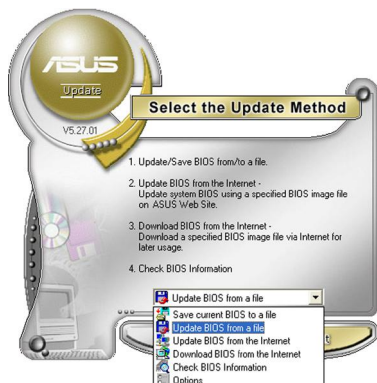 ASUS
Update
V5.27.01
Select the Update Method
1. Update/Save BIOS from/to a file.
2. Update BIOS from the Internet -
Update system BIOS using a specified BIOS image file
on ASUS Web Site.
3. Download BIOS from the Internet -
Download a specified BIOS image file via Internet for
later usage.
4. Check BIOS Information
Update BIOS from a file
Save current BIOS to a file
Update BIOS from a file
Update BIOS from the Internet
Download BIOS from the Internet
Check BIOS Information
Options